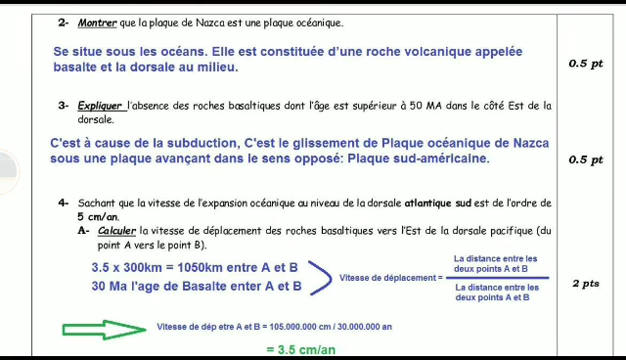 2- Montrer que la plaque de Nazca est une plaque océanique.
Se situe sous les océans. Elle est constituée d'une roche volcanique appelée
basalte et la dorsale au milieu.
0.5 pt
3- Expliquer l'absence des roches basaltiques dont l'âge est supérieur à 50 MA dans le côté Est de la
dorsale.
C'est à cause de la subduction, C'est le glissement de Plaque océanique de Nazca
sous une plaque avançant dans le sens opposé: Plaque sud-américaine.
0.5 pt
4- Sachant que la vitesse de l'expansion océanique au niveau de la dorsale atlantique sud est de l'ordre de
5 cm/an.
A- Calculer la vitesse de déplacement des roches basaltiques vers l'Est de la dorsale pacifique (du
point A vers le point B).
3.5 x 300km = 1050km entre A et B
30 Ma l'age de Basalte enter A et B
Vitesse de déplacement =
La distance entre les
deux points A et B
La distance entre les
deux points A et B
2 pts
Vitesse de dép etre A et B = 105.000.000 cm / 30.000.000 an
= 3.5 cm/an